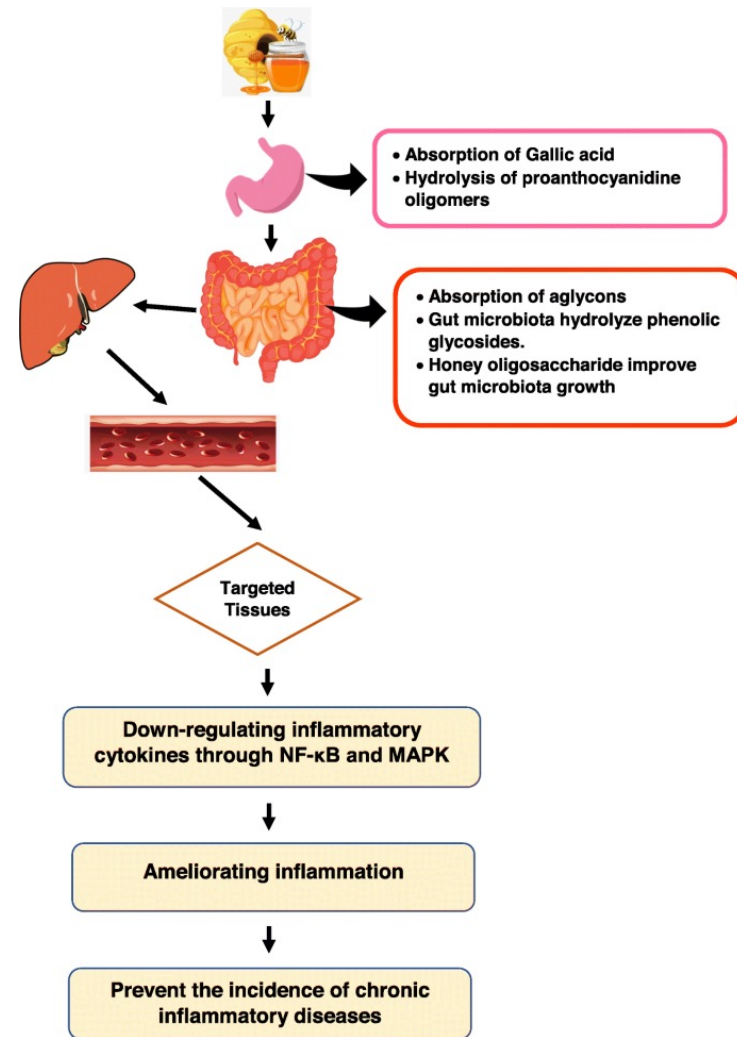 • Absorption of Gallic acid
• Hydrolysis of proanthocyanidine
oligomers
• Absorption of aglycons
• Gut microbiota hydrolyze phenolic
glycosides.
• Honey oligosaccharide improve
gut microbiota growth
Targeted
Tissues
Down-regulating inflammatory
cytokines through NF-κB and MAPK
Ameliorating inflammation
Prevent the incidence of chronic
inflammatory diseases